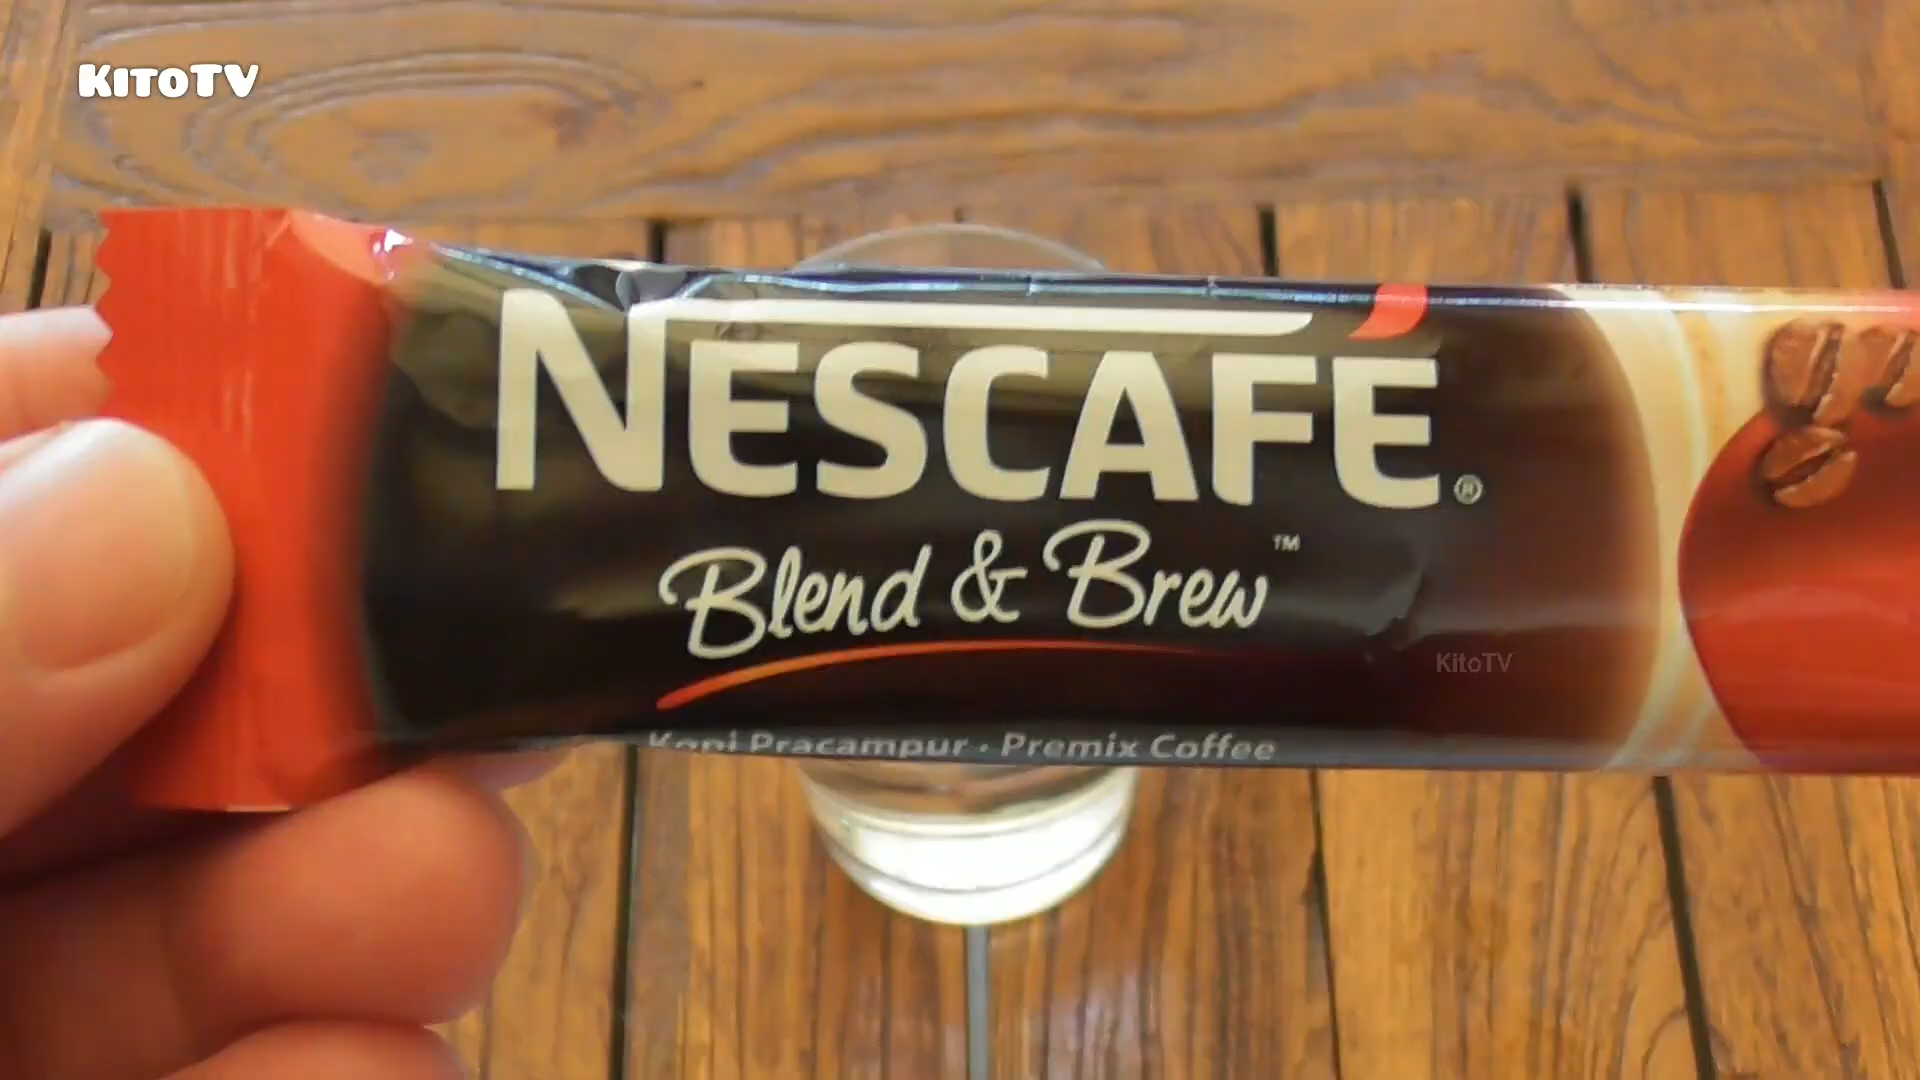 KITOTV
NESCAFÉ®
Blend & Brew™
KitoTV
Kopi Pracampur · Premix Coffee